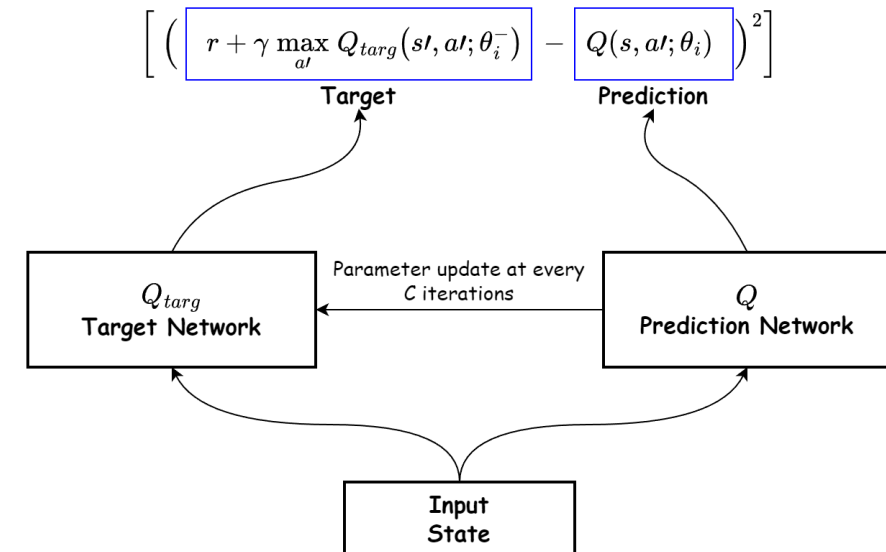 [ ( r + γ max_{a′} Q_{targ}(s′, a′; θ_i^−) − Q(s, a′; θ_i) )^2 ]
Target Prediction
Parameter update at every
C iterations
Q_{targ}
Target Network
Q
Prediction Network
Input
State